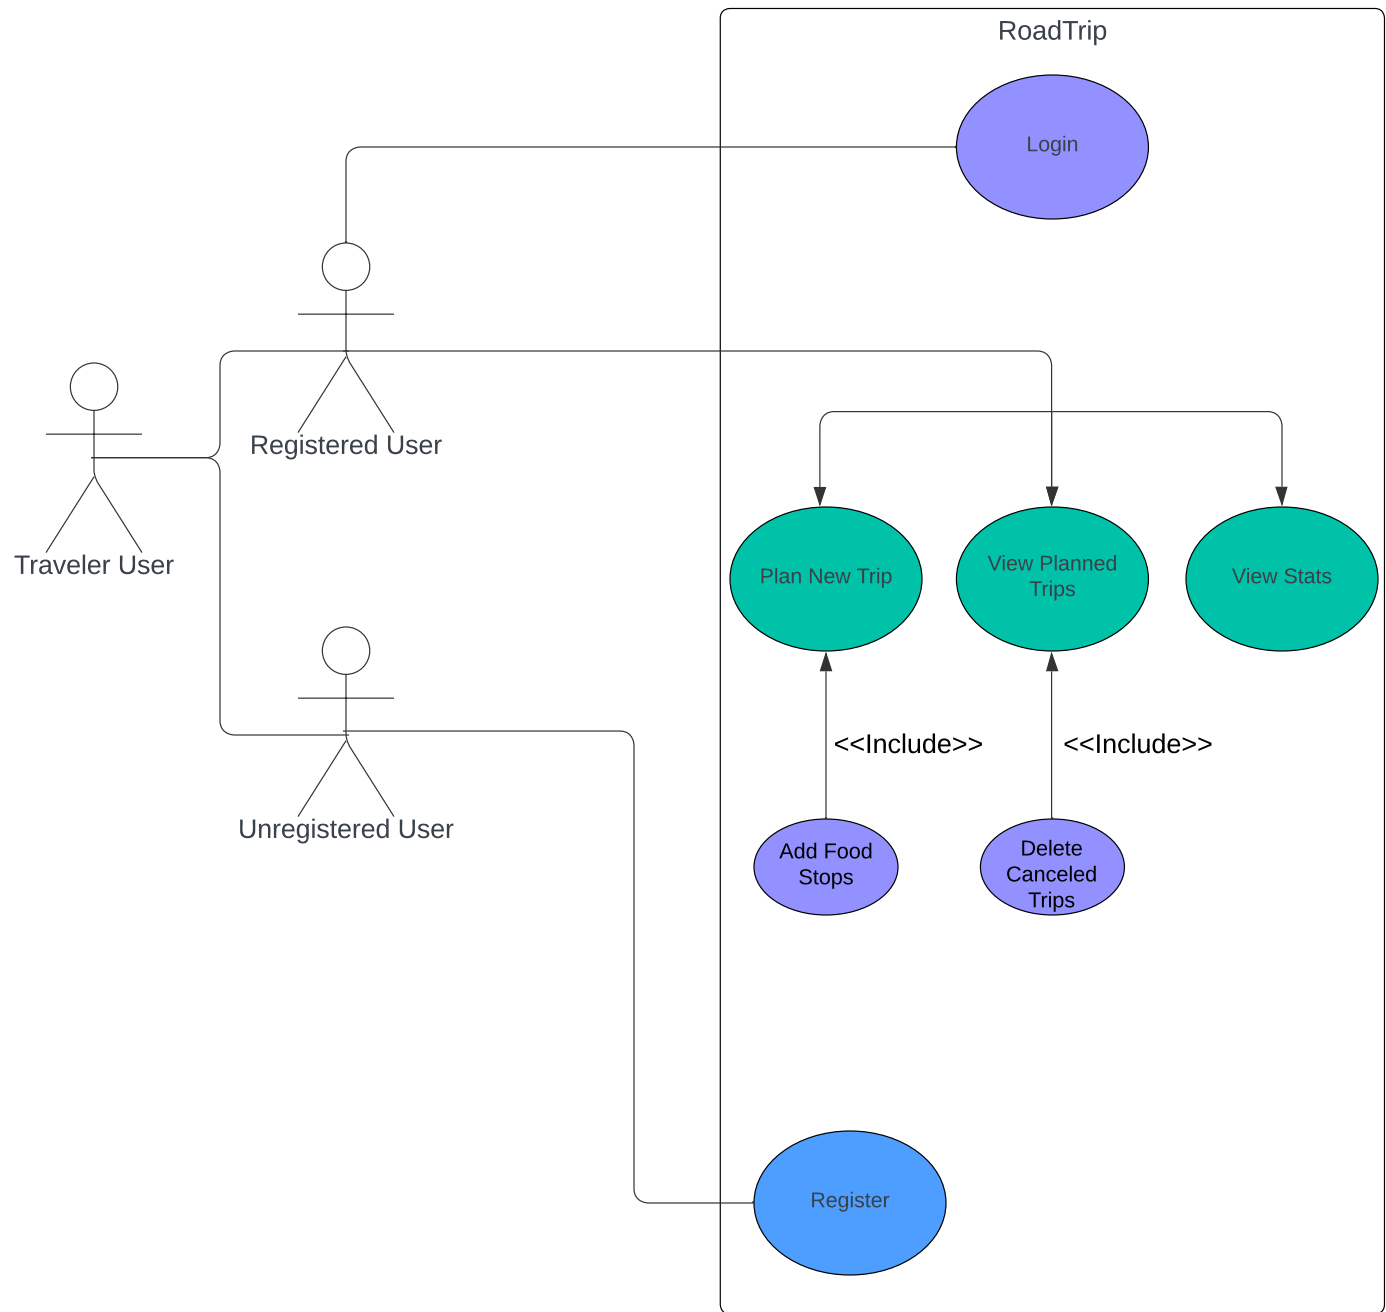 RoadTrip
Login
Registered User
Traveler User
Plan New Trip
View Planned
Trips
View Stats
<<Include>>
<<Include>>
Unregistered User
Add Food
Stops
Delete
Canceled
Trips
Register